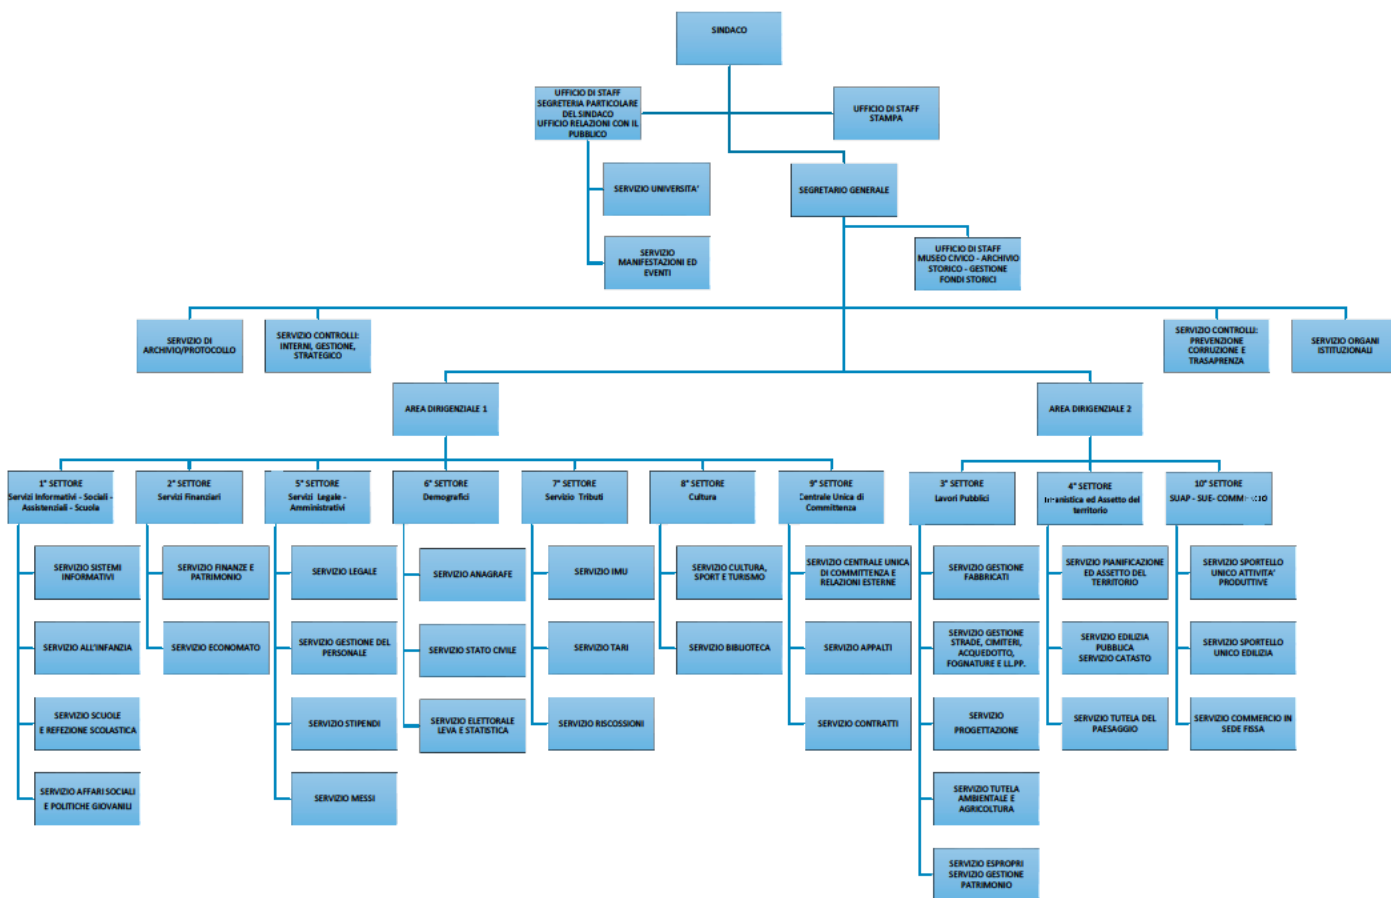 SINDACO
UFFICIO DI STAFF
SEGRETERIA PARTICOLARE
DEL SINDACO
UFFICIO RELAZIONI CON IL
PUBBLICO
UFFICIO DI STAFF
STAMPA
SERVIZIO UNIVERSITA'
SEGRETARIO GENERALE
SERVIZIO
MANIFESTAZIONI ED
EVENTI
UFFICIO DI STAFF
MUSEO CIVICO - ARCHIVIO
STORICO - GESTIONE
FONDI STORICI
SERVIZIO DI
ARCHIVIO/PROTOCOLLO
SERVIZIO CONTROLLI:
INTERNI, GESTIONE,
STRATEGICO
SERVIZIO CONTROLLI:
PREVENZIONE
CORRUZIONE E
TRASAPRENZA
SERVIZIO ORGANI
ISTITUZIONALI
AREA DIRIGENZIALE 1
AREA DIRIGENZIALE 2
1° SETTORE
Servizi Informativi - Sociali -
Assistenziali - Scuola
2° SETTORE
Servizi Finanziari
5° SETTORE
Servizi Legale -
Amministrativi
6° SETTORE
Demografici
7° SETTORE
Servizio Tributi
8° SETTORE
Cultura
9° SETTORE
Centrale Unica di
Committenza
3° SETTORE
Lavori Pubblici
4° SETTORE
ed Assetto del
territorio
10° SETTORE
SUAP - SUE-
SERVIZIO SISTEMI
INFORMATIVI
SERVIZIO FINANZE E
PATRIMONIO
SERVIZIO LEGALE
SERVIZIO ANAGRAFE
SERVIZIO IMU
SERVIZIO CULTURA,
SPORT E TURISMO
SERVIZIO CENTRALE UNICA
DI COMMITTENZA E
RELAZIONI ESTERNE
SERVIZIO GESTIONE
FABBRICATI
SERVIZIO PIANIFICAZIONE
ED ASSETTO DEL
TERRITORIO
SERVIZIO SPORTELLO
UNICO ATTIVITA'
PRODUTTIVE
SERVIZIO ALL'INFANZIA
SERVIZIO ECONOMATO
SERVIZIO GESTIONE DEL
PERSONALE
SERVIZIO STATO CIVILE
SERVIZIO TARI
SERVIZIO BIBLIOTECA
SERVIZIO APPALTI
SERVIZIO GESTIONE
STRADE, CIMITERI,
ACQUEDOTTO,
FOGNATURE E LL.PP.
SERVIZIO EDILIZIA
PUBBLICA
SERVIZIO CATASTO
SERVIZIO SPORTELLO
UNICO EDILIZIA
SERVIZIO SCUOLE
E REFEZIONE SCOLASTICA
SERVIZIO STIPENDI
SERVIZIO ELETTORALE
LEVA E STATISTICA
SERVIZIO RISCOSSIONI
SERVIZIO CONTRATTI
SERVIZIO
PROGETTAZIONE
SERVIZIO TUTELA DEL
PAESAGGIO
SERVIZIO COMMERCIO IN
SEDE FISSA
SERVIZIO AFFARI SOCIALI
E POLITICHE GIOVANILI
SERVIZIO MESSI
SERVIZIO TUTELA
AMBIENTALE E
AGRICOLTURA
SERVIZIO ESPROPRI
SERVIZIO GESTIONE
PATRIMONIO